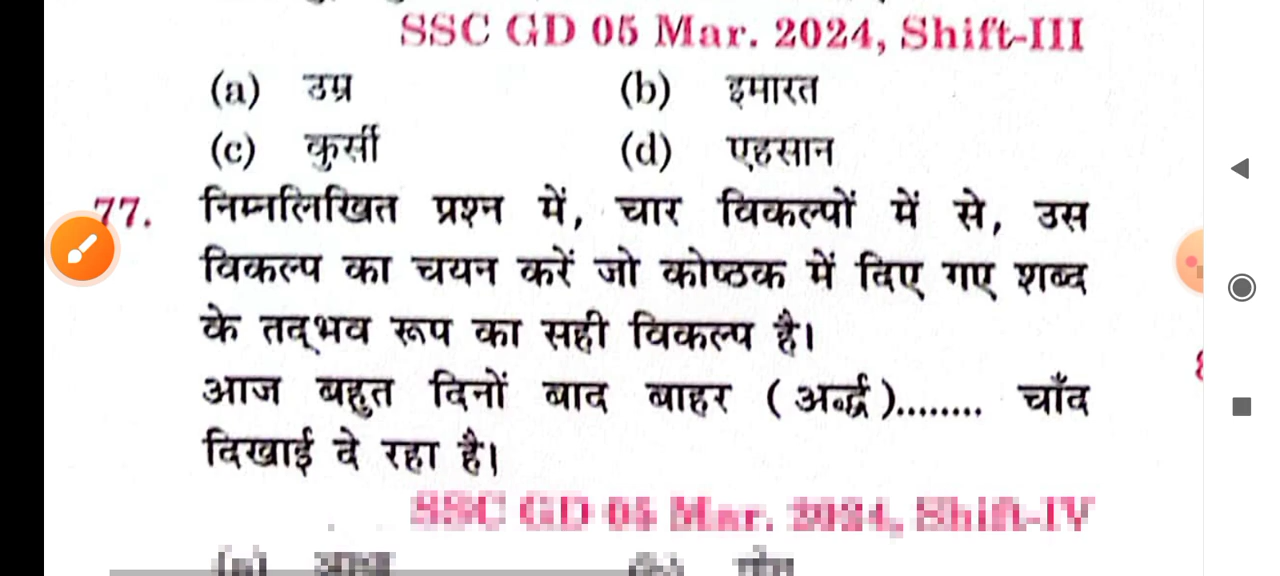 SSC GD 05 Mar. 2024, Shift-III
(a) उम्र (b) इमारत
(c) कुर्सी (d) एहसान
77. निम्नलिखित प्रश्न में, चार विकल्पों में से, उस
विकल्प का चयन करें जो कोष्ठक में दिए गए शब्द
के तद्‌भव रूप का सही विकल्प है।
आज बहुत दिनों बाद बाहर (अर्द्ध)........ चाँद
दिखाई दे रहा है।
SSC GD 05 Mar. 2024, Shift-IV
(a) (b)